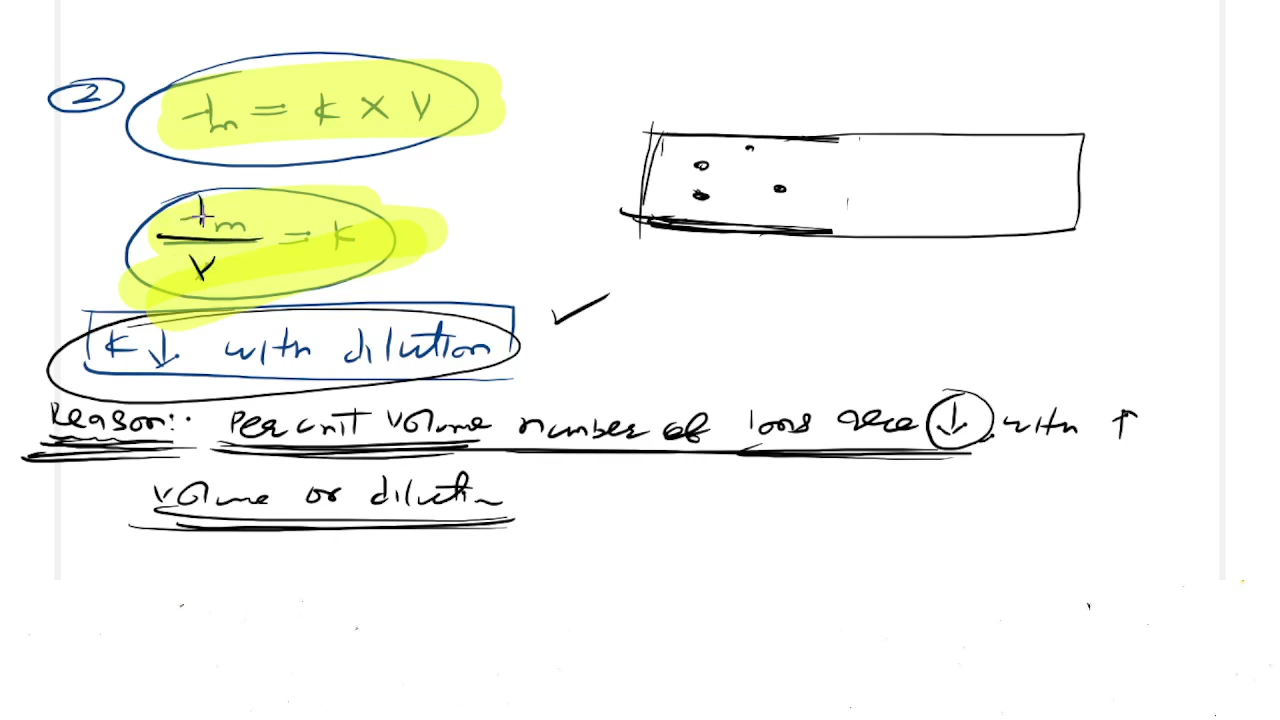 2
Λm = K × V
Λm / V = K
K ↓ with dilution
Reason:- Per unit volume number of ions are ↓ with ↑
volume or dilution